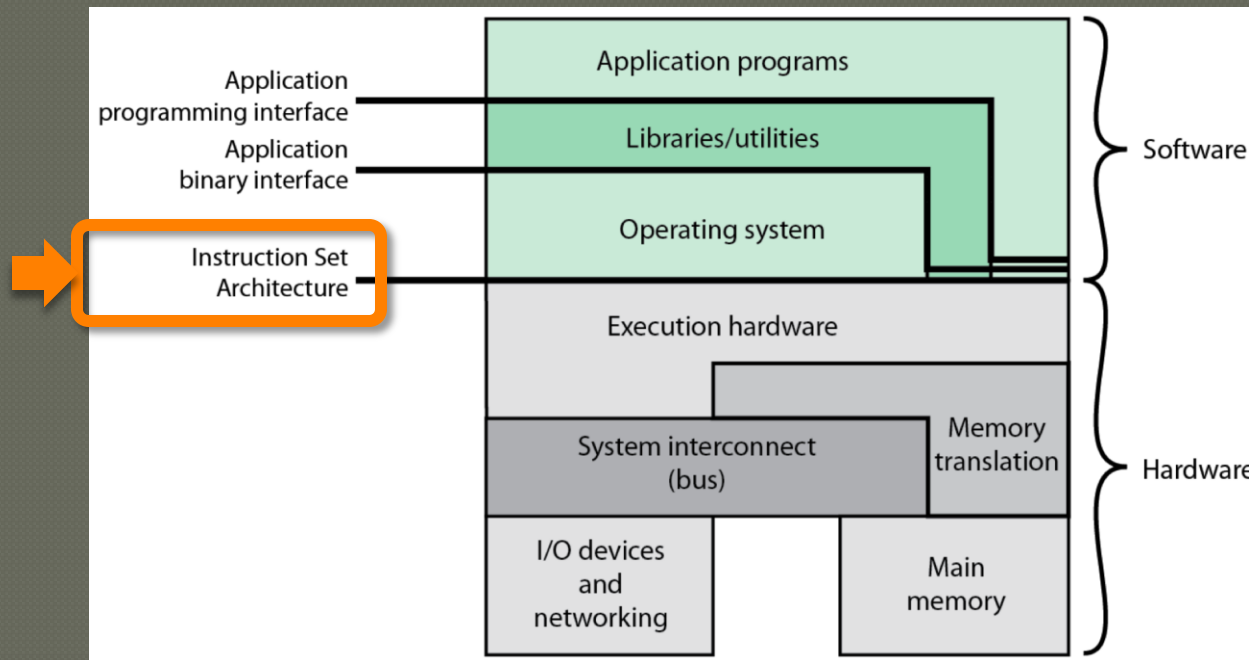 Application programs
Application
programming interface
Libraries/utilities
Application
binary interface
Software
Operating system
Instruction Set
Architecture
Execution hardware
Memory
translation
System interconnect
(bus)
Hardware
I/O devices
and
networking
Main
memory